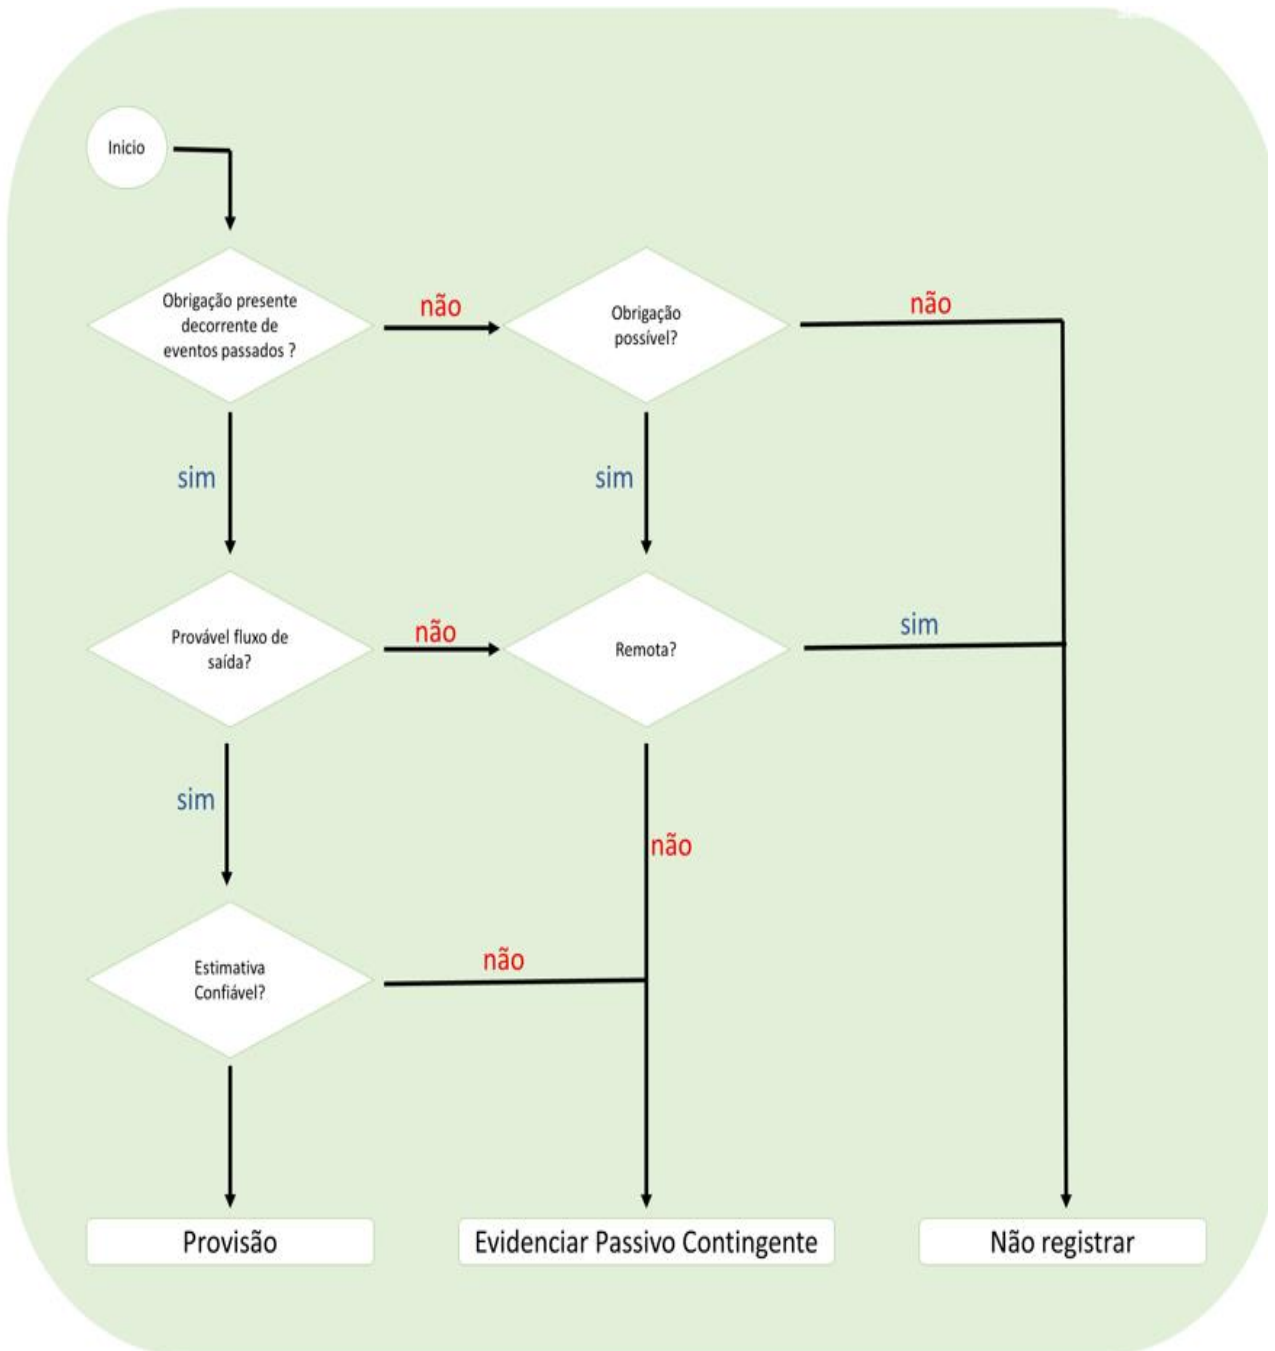 Inicio
Obrigação presente
decorrente de
eventos passados ?
não
Obrigação
possível?
não
sim
sim
Provável fluxo de
saída?
não
Remota?
sim
sim
não
Estimativa
Confiável?
não
Provisão
Evidenciar Passivo Contingente
Não registrar